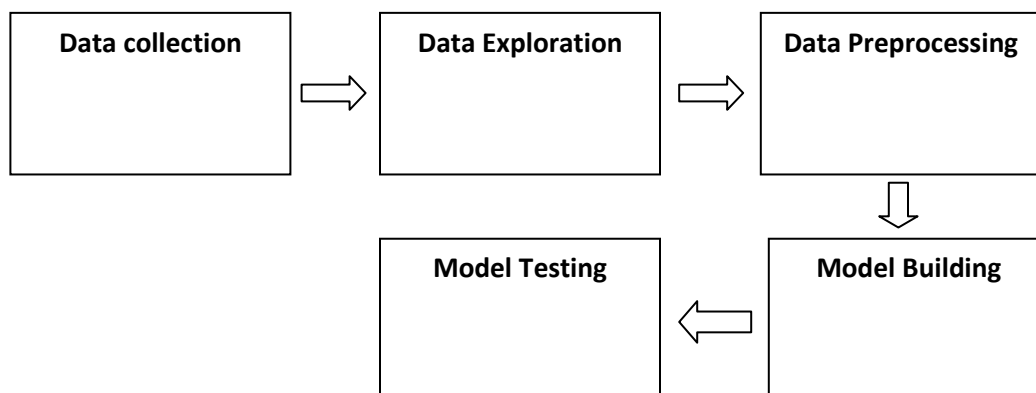 Data collection
Data Exploration
Data Preprocessing
Model Building
Model Testing